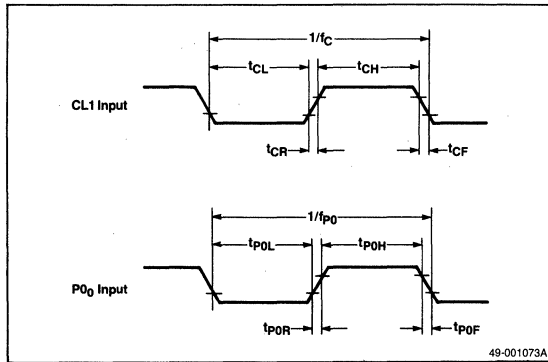 1/fC
tCL
tCH
CL1 Input
tCR
tCF
1/fP0
tP0L
tP0H
P00 Input
tP0R
tP0F
49-001073A